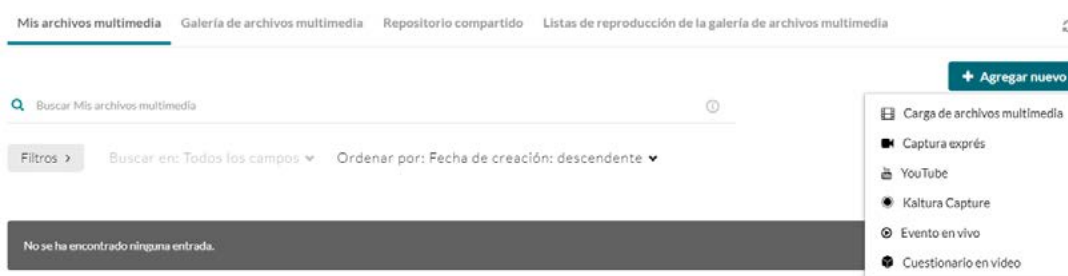 Mis archivos multimedia Galería de archivos multimedia Repositorio compartido Listas de reproducción de la galería de archivos multimedia
+ Agregar nuevo
Buscar Mis archivos multimedia
Carga de archivos multimedia
Captura exprés
Filtros > Buscar en: Todos los campos Ordenar por: Fecha de creación: descendente
YouTube
Kaltura Capture
Evento en vivo
No se ha encontrado ninguna entrada.
Cuestionario en vídeo